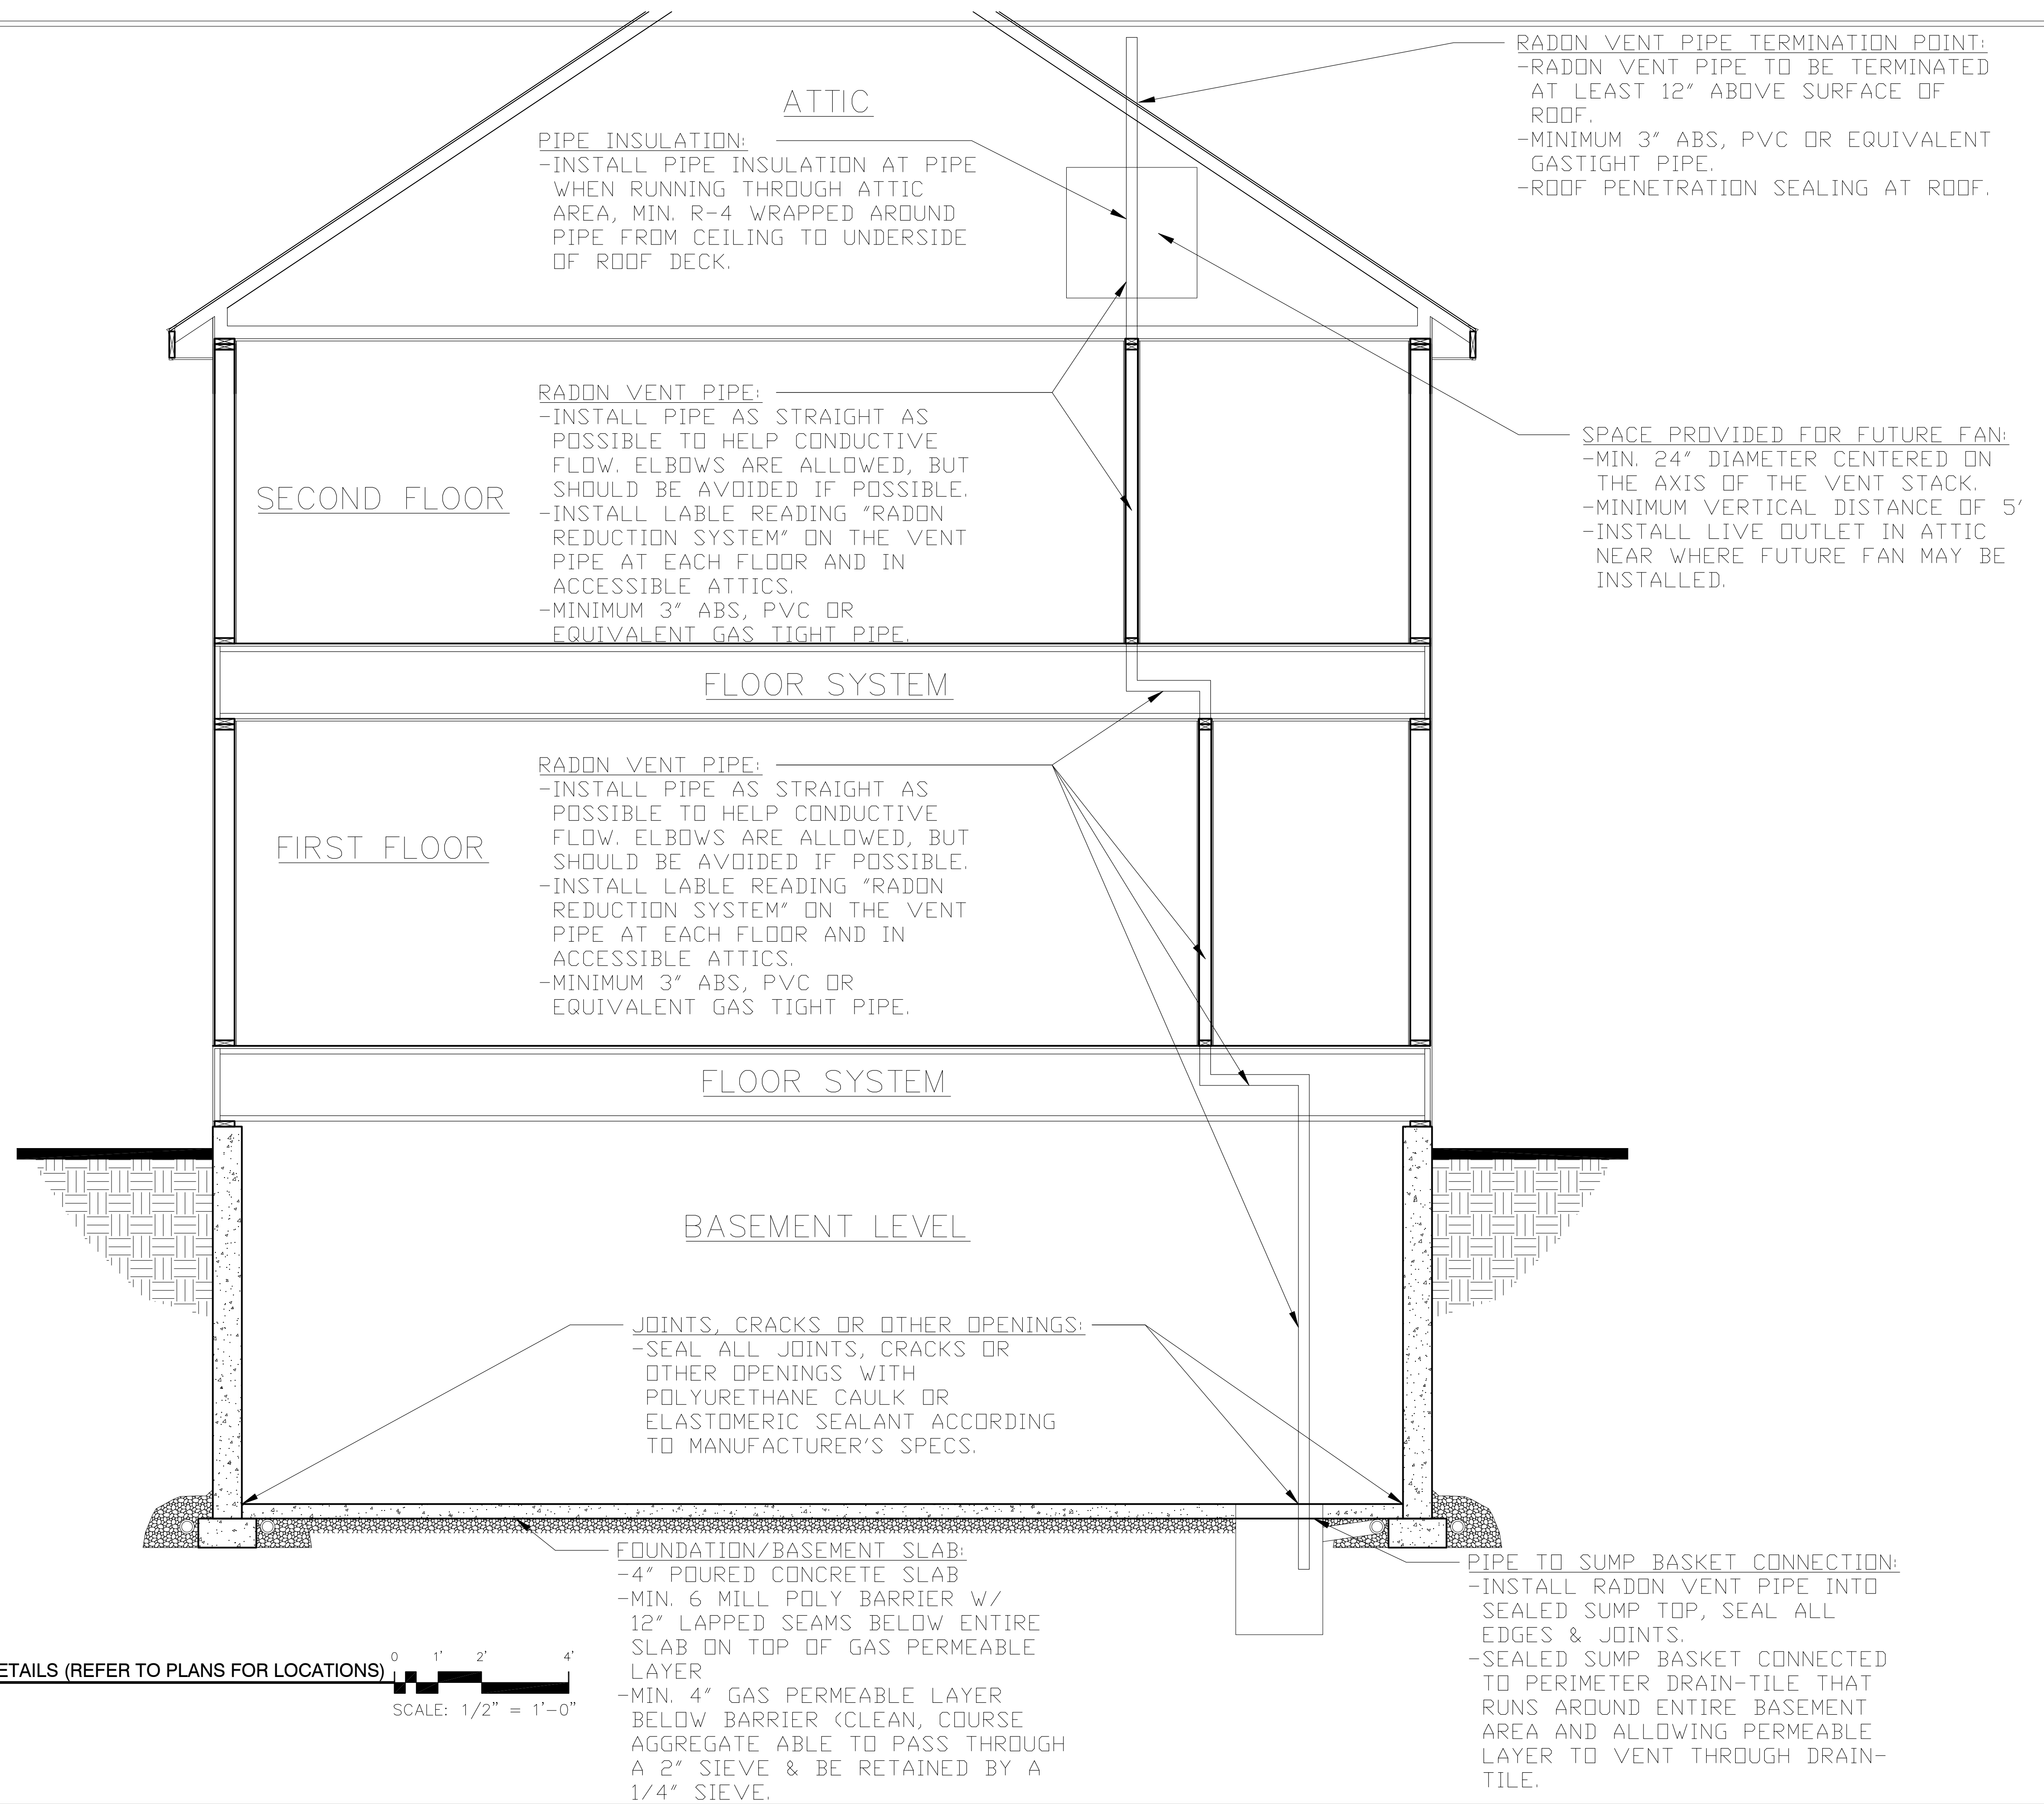 RADON VENT PIPE TERMINATION POINT:
-RADON VENT PIPE TO BE TERMINATED
AT LEAST 12" ABOVE SURFACE OF
ROOF.
-MINIMUM 3" ABS, PVC OR EQUIVALENT
GASTIGHT PIPE.
-ROOF PENETRATION SEALING AT ROOF.
ATTIC
PIPE INSULATION:
-INSTALL PIPE INSULATION AT PIPE
WHEN RUNNING THROUGH ATTIC
AREA, MIN. R-4 WRAPPED AROUND
PIPE FROM CEILING TO UNDERSIDE
OF ROOF DECK.
RADON VENT PIPE:
-INSTALL PIPE AS STRAIGHT AS
POSSIBLE TO HELP CONDUCTIVE
FLOW. ELBOWS ARE ALLOWED, BUT
SHOULD BE AVOIDED IF POSSIBLE.
-INSTALL LABLE READING "RADON
REDUCTION SYSTEM" ON THE VENT
PIPE AT EACH FLOOR AND IN
ACCESSIBLE ATTICS.
-MINIMUM 3" ABS, PVC OR
EQUIVALENT GAS TIGHT PIPE.
SECOND FLOOR
SPACE PROVIDED FOR FUTURE FAN:
-MIN. 24" DIAMETER CENTERED ON
THE AXIS OF THE VENT STACK.
-MINIMUM VERTICAL DISTANCE OF 5'
-INSTALL LIVE OUTLET IN ATTIC
NEAR WHERE FUTURE FAN MAY BE
INSTALLED.
FLOOR SYSTEM
RADON VENT PIPE:
-INSTALL PIPE AS STRAIGHT AS
POSSIBLE TO HELP CONDUCTIVE
FLOW. ELBOWS ARE ALLOWED, BUT
SHOULD BE AVOIDED IF POSSIBLE.
-INSTALL LABLE READING "RADON
REDUCTION SYSTEM" ON THE VENT
PIPE AT EACH FLOOR AND IN
ACCESSIBLE ATTICS.
-MINIMUM 3" ABS, PVC OR
EQUIVALENT GAS TIGHT PIPE.
FIRST FLOOR
FLOOR SYSTEM
BASEMENT LEVEL
JOINTS, CRACKS OR OTHER OPENINGS:
-SEAL ALL JOINTS, CRACKS OR
OTHER OPENINGS WITH
POLYURETHANE CAULK OR
ELASTOMERIC SEALANT ACCORDING
TO MANUFACTURER'S SPECS.
FOUNDATION/BASEMENT SLAB:
-4" POURED CONCRETE SLAB
-MIN. 6 MILL POLY BARRIER W/
12" LAPPED SEAMS BELOW ENTIRE
SLAB ON TOP OF GAS PERMEABLE
LAYER
-MIN. 4" GAS PERMEABLE LAYER
BELOW BARRIER (CLEAN, COURSE
AGGREGATE ABLE TO PASS THROUGH
A 2" SIEVE & BE RETAINED BY A
1/4" SIEVE.
PIPE TO SUMP BASKET CONNECTION:
-INSTALL RADON VENT PIPE INTO
SEALED SUMP TOP, SEAL ALL
EDGES & JOINTS.
-SEALED SUMP BASKET CONNECTED
TO PERIMETER DRAIN-TILE THAT
RUNS AROUND ENTIRE BASEMENT
AREA AND ALLOWING PERMEABLE
LAYER TO VENT THROUGH DRAIN-
TILE.
ETAILS (REFER TO PLANS FOR LOCATIONS)
0 1' 2' 4'
SCALE: 1/2" = 1'-0"